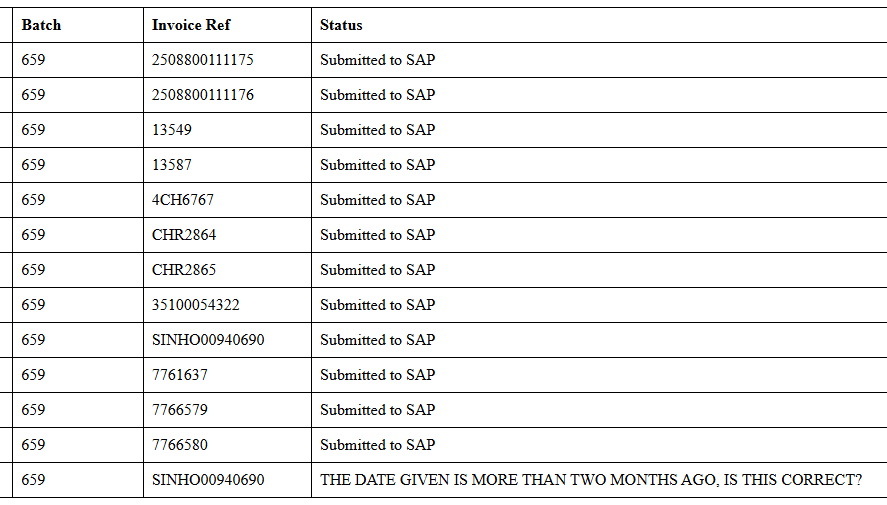 Batch Invoice Ref Status
659 2508800111175 Submitted to SAP
659 2508800111176 Submitted to SAP
659 13549 Submitted to SAP
659 13587 Submitted to SAP
659 4CH6767 Submitted to SAP
659 CHR2864 Submitted to SAP
659 CHR2865 Submitted to SAP
659 35100054322 Submitted to SAP
659 SINHO00940690 Submitted to SAP
659 7761637 Submitted to SAP
659 7766579 Submitted to SAP
659 7766580 Submitted to SAP
659 SINHO00940690 THE DATE GIVEN IS MORE THAN TWO MONTHS AGO, IS THIS CORRECT?